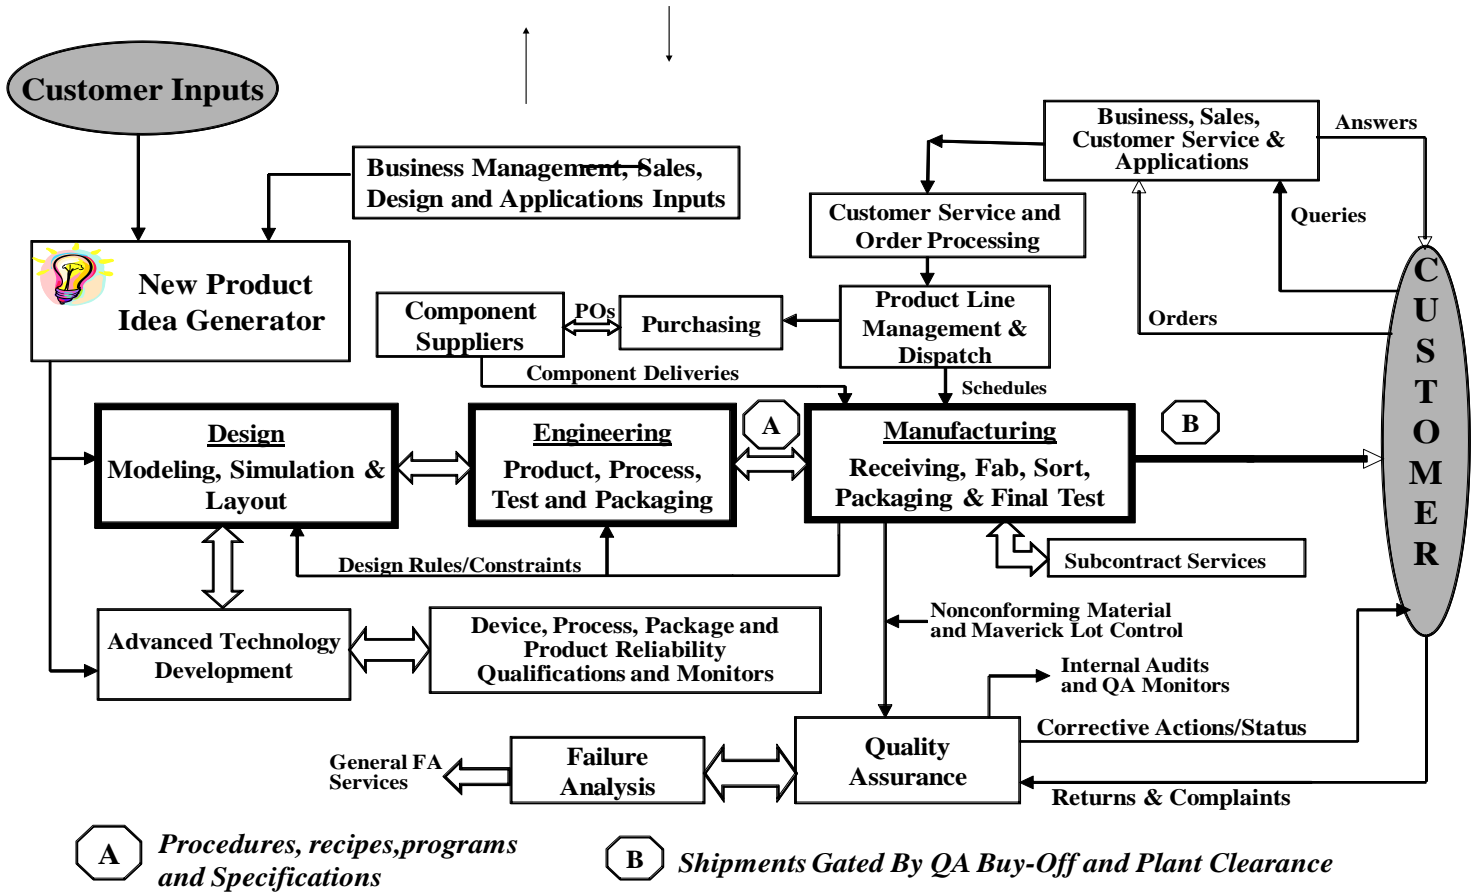 Customer Inputs
Business Management, Sales,
Design and Applications Inputs
New Product
Idea Generator
Business, Sales,
Customer Service &
Applications
Answers
Queries
Orders
Customer Service and
Order Processing
Product Line
Management &
Dispatch
Purchasing
POs
Component
Suppliers
Component Deliveries
Schedules
CUSTOMER
Design
Modeling, Simulation &
Layout
Engineering
Product, Process,
Test and Packaging
A
Manufacturing
Receiving, Fab, Sort,
Packaging & Final Test
B
Design Rules/Constraints
Subcontract Services
Advanced Technology
Development
Device, Process, Package and
Product Reliability
Qualifications and Monitors
Nonconforming Material
and Maverick Lot Control
Internal Audits
and QA Monitors
Corrective Actions/Status
Quality
Assurance
Returns & Complaints
Failure
Analysis
General FA
Services
A
Procedures, recipes,programs
and Specifications
B
Shipments Gated By QA Buy-Off and Plant Clearance